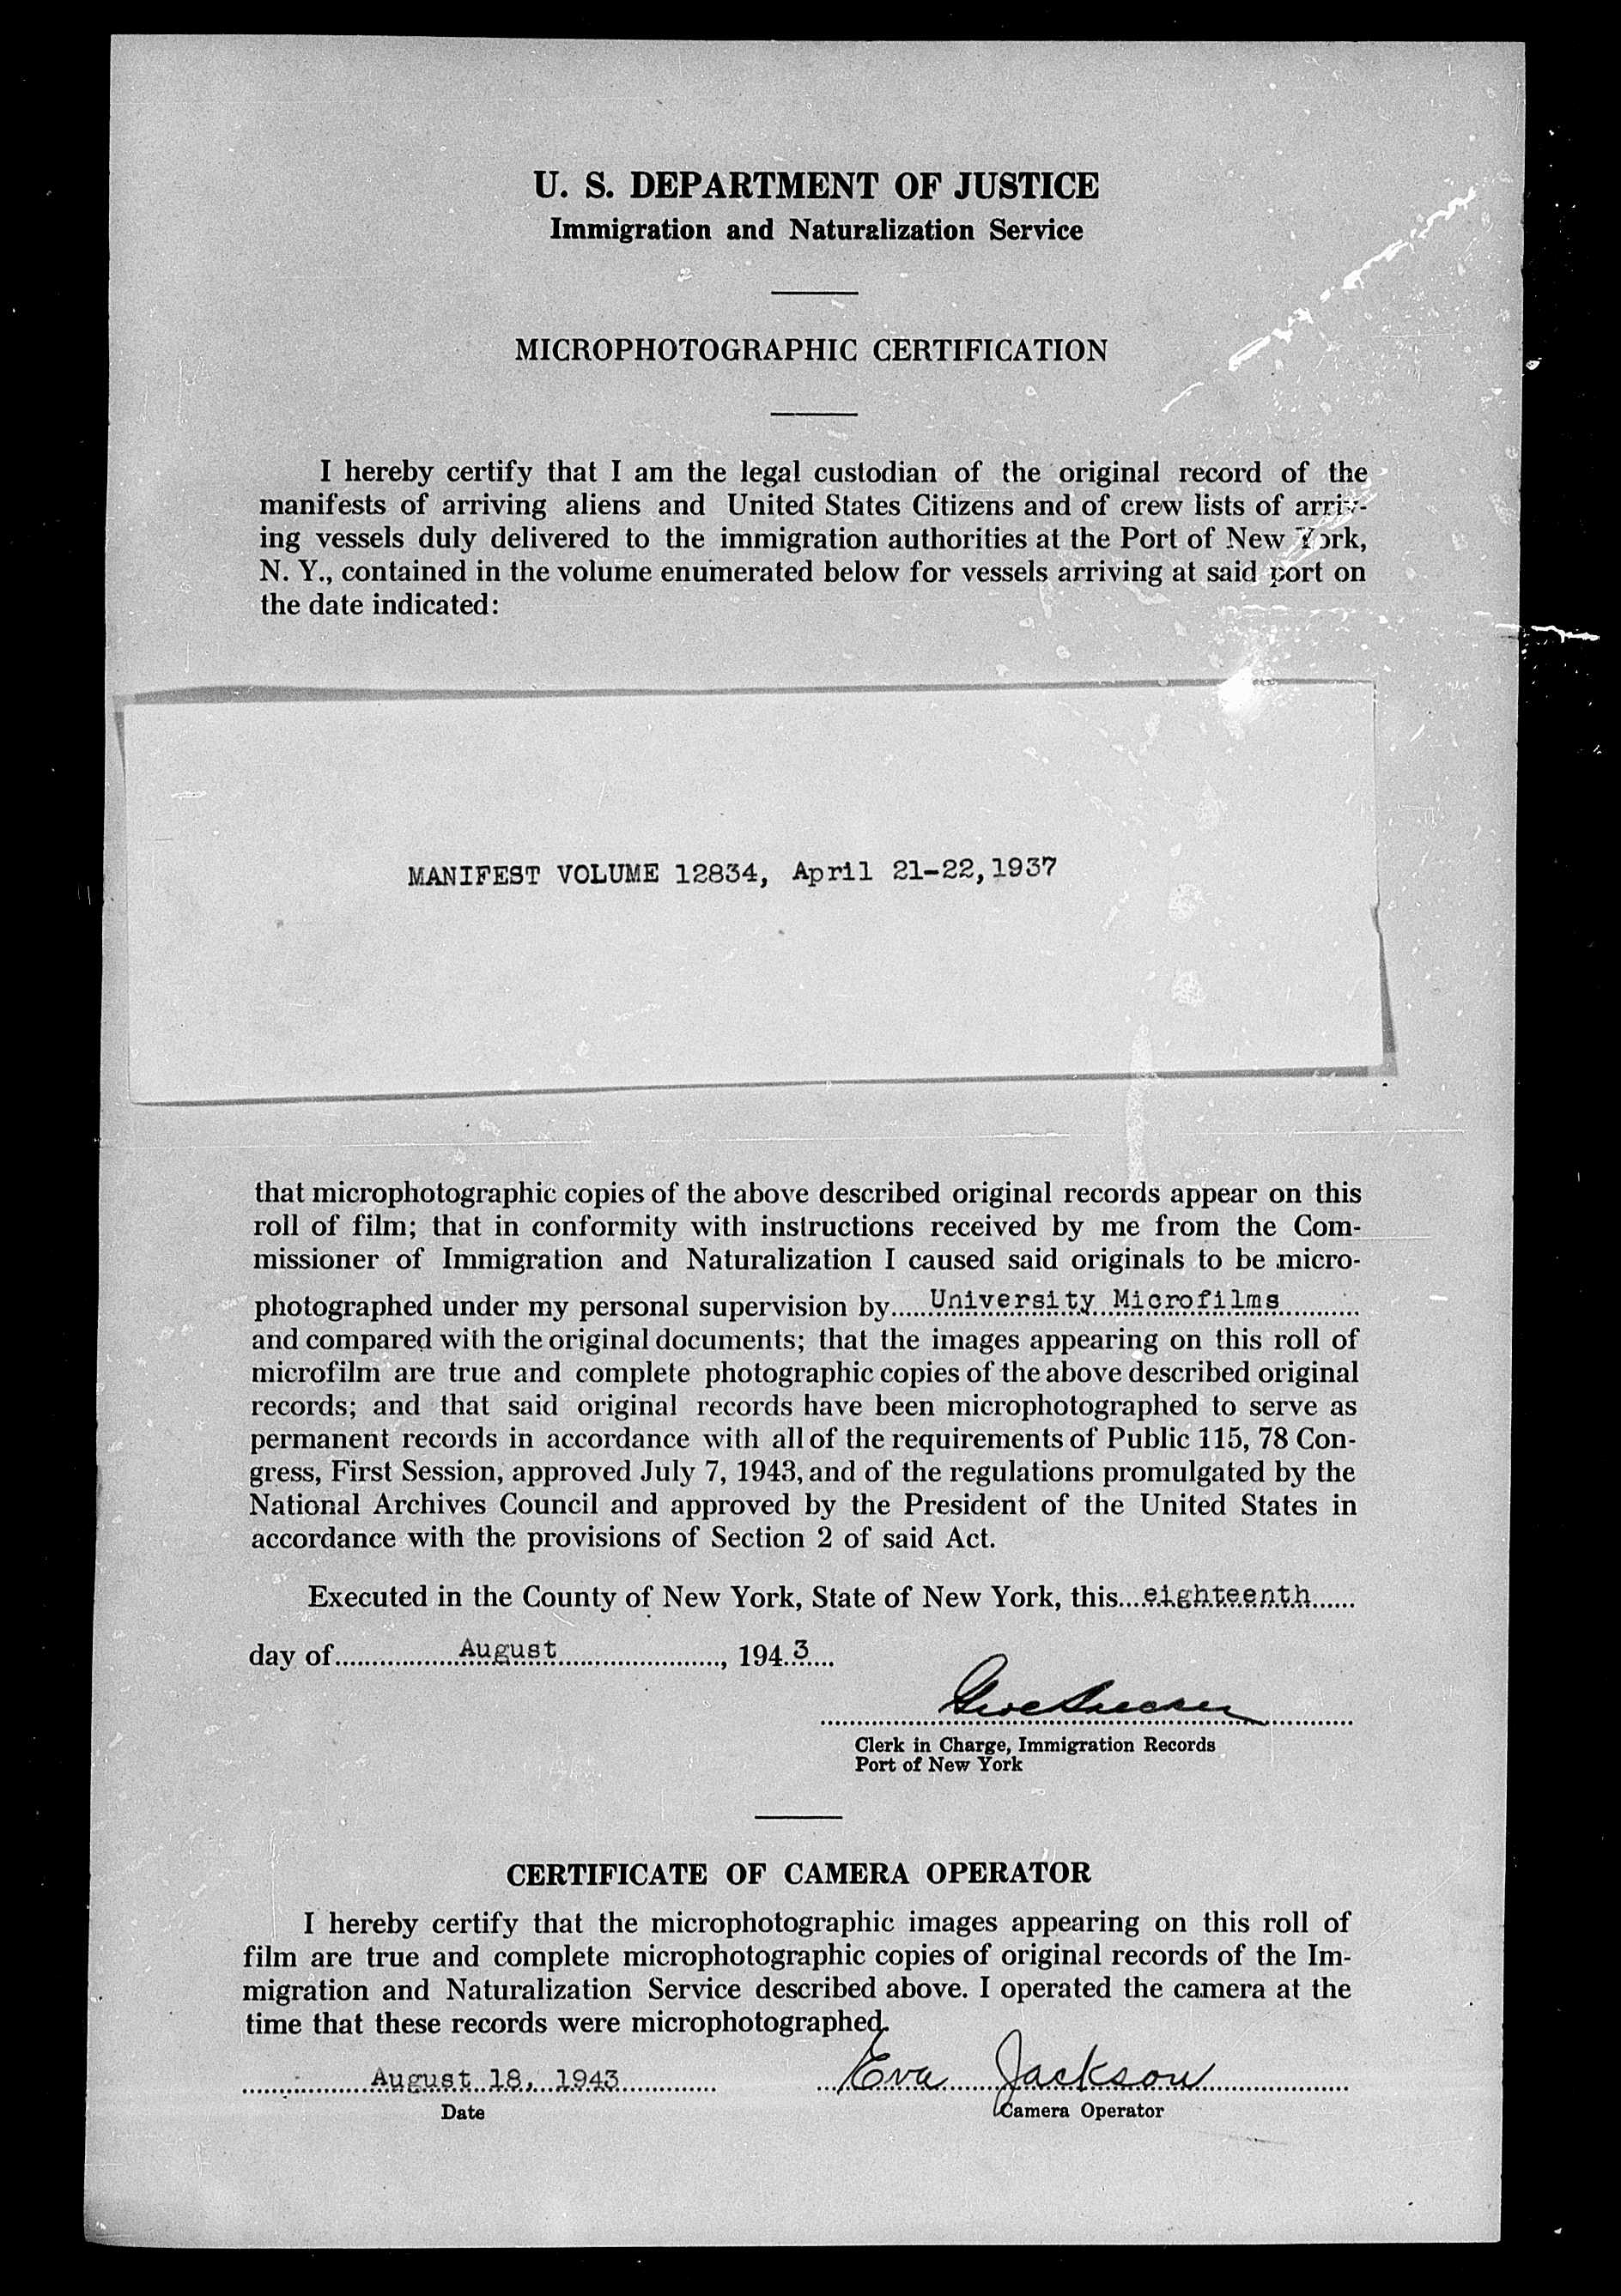 U. S. DEPARTMENT OF JUSTICE
Immigration and Naturalization Service
MICROPHOTOGRAPHIC CERTIFICATION
I hereby certify that I am the legal custodian of the original record of the
manifests of arriving aliens and United States Citizens and of crew lists of arriv-
ing vessels duly delivered to the immigration authorities at the Port of New York,
N. Y., contained in the volume enumerated below for vessels arriving at said port on
the date indicated:
MANIFEST VOLUME 12834, April 21-22,1937
that microphotographic copies of the above described original records appear on this
roll of film; that in conformity with instructions received by me from the Com-
missioner of Immigration and Naturalization I caused said originals to be micro-
photographed under my personal supervision by.....University Microfilms...........
and compared with the original documents; that the images appearing on this roll of
microfilm are true and complete photographic copies of the above described original
records; and that said original records have been microphotographed to serve as
permanent records in accordance with all of the requirements of Public 115, 78 Con-
gress, First Session, approved July 7, 1943, and of the regulations promulgated by the
National Archives Council and approved by the President of the United States in
accordance with the provisions of Section 2 of said Act.
Executed in the County of New York, State of New York, this...eighteenth......
day of.................August........................, 194.3....
Clerk in Charge, Immigration Records
Port of New York
CERTIFICATE OF CAMERA OPERATOR
I hereby certify that the microphotographic images appearing on this roll of
film are true and complete microphotographic copies of original records of the Im-
migration and Naturalization Service described above. I operated the camera at the
time that these records were microphotographed.
August 18, 1943 Eva Jackson
Date Camera Operator